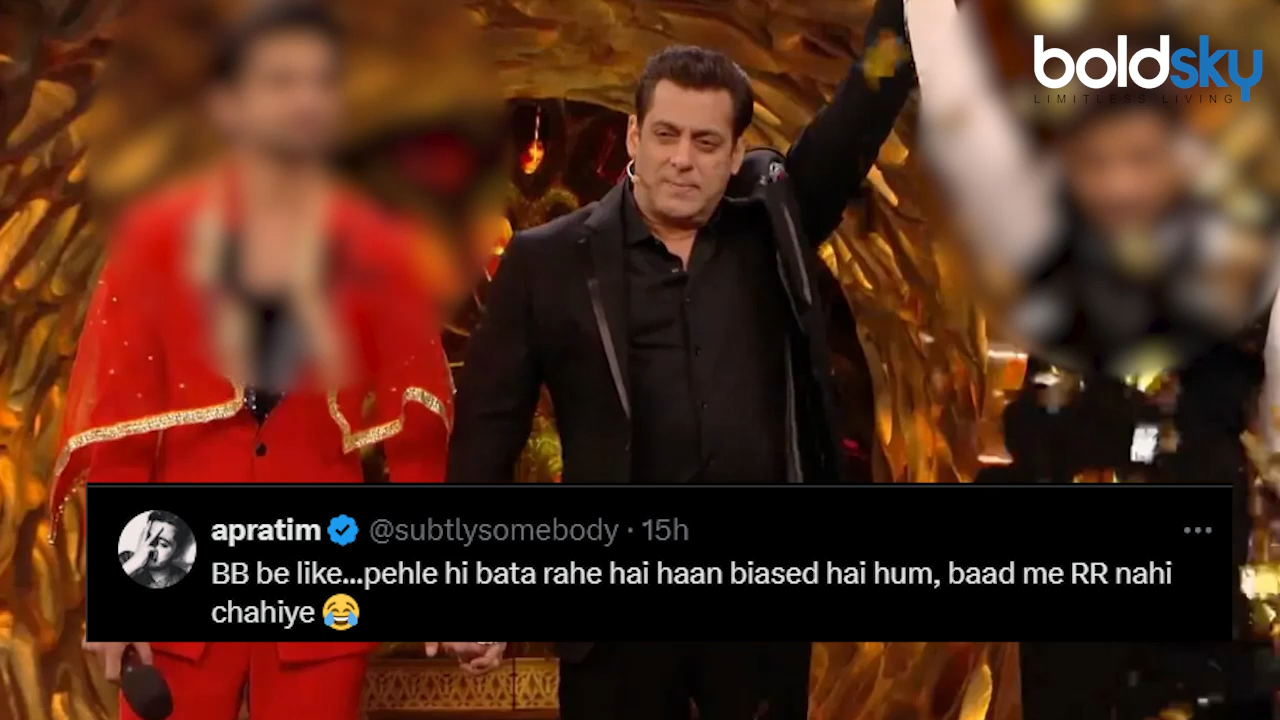 boldsky
LIMITLESS LIVING
apratim @subtlysomebody · 15h
BB be like...pehle hi bata rahe hai haan biased hai hum, baad me RR nahi
chahiye 😂